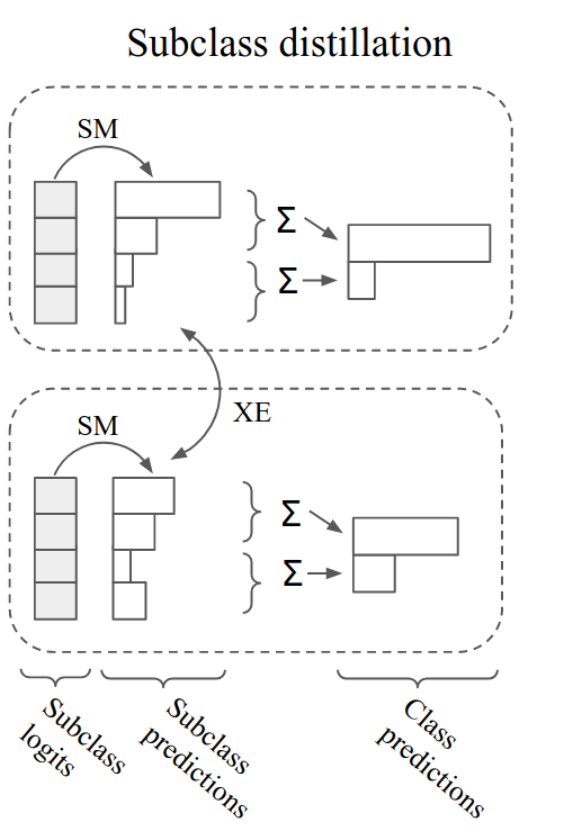 Subclass distillation
SM
Σ
Σ
XE
SM
Σ
Σ
Subclass
logits
Subclass
predictions
Class
predictions